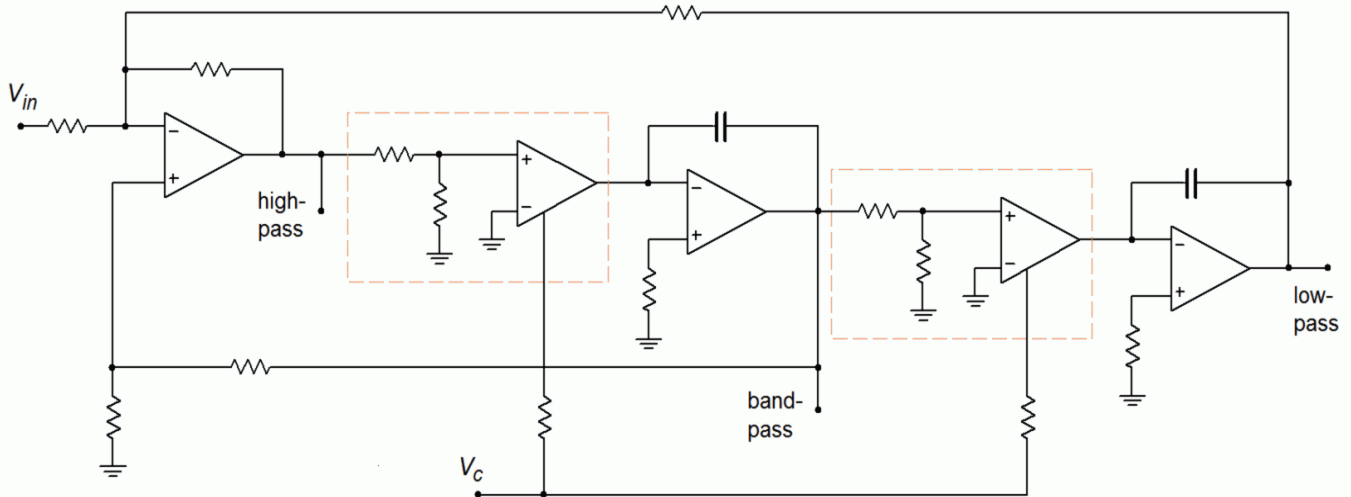 V_in
high-
pass
−
+
+
−
−
+
band-
pass
+
−
−
+
low-
pass
V_c